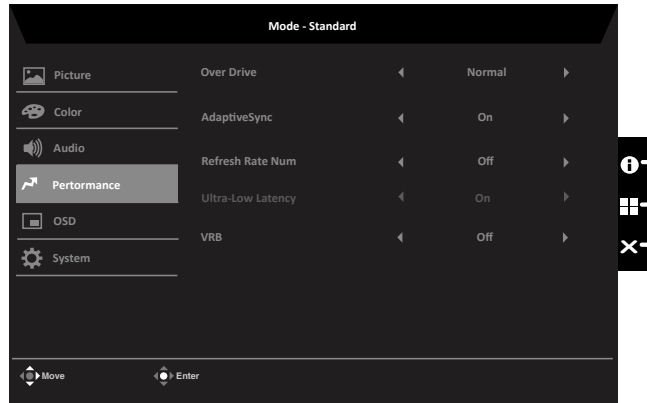 Mode - Standard
Picture
Color
Audio
Pertormance
OSD
System
Over Drive Normal
AdaptiveSync On
Refresh Rate Num Off
Ultra-Low Latency On
VRB Off
Move Enter